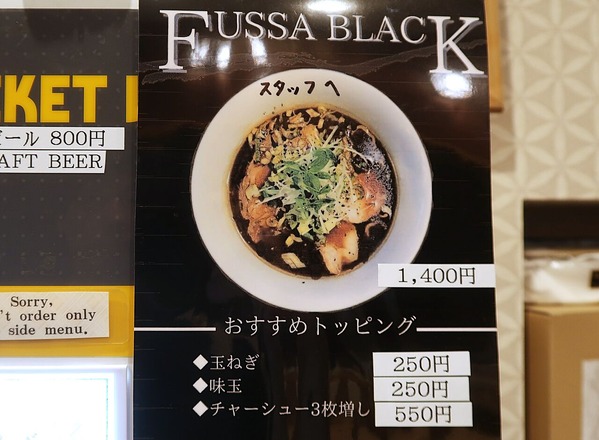 FUSSA BLACK
スタッフへ
KET
ビール 800円
AFT BEER
1,400円
Sorry,
't order only
side menu.
おすすめトッピング
◆玉ねぎ 250円
◆味玉 250円
◆チャーシュー3枚増し 550円